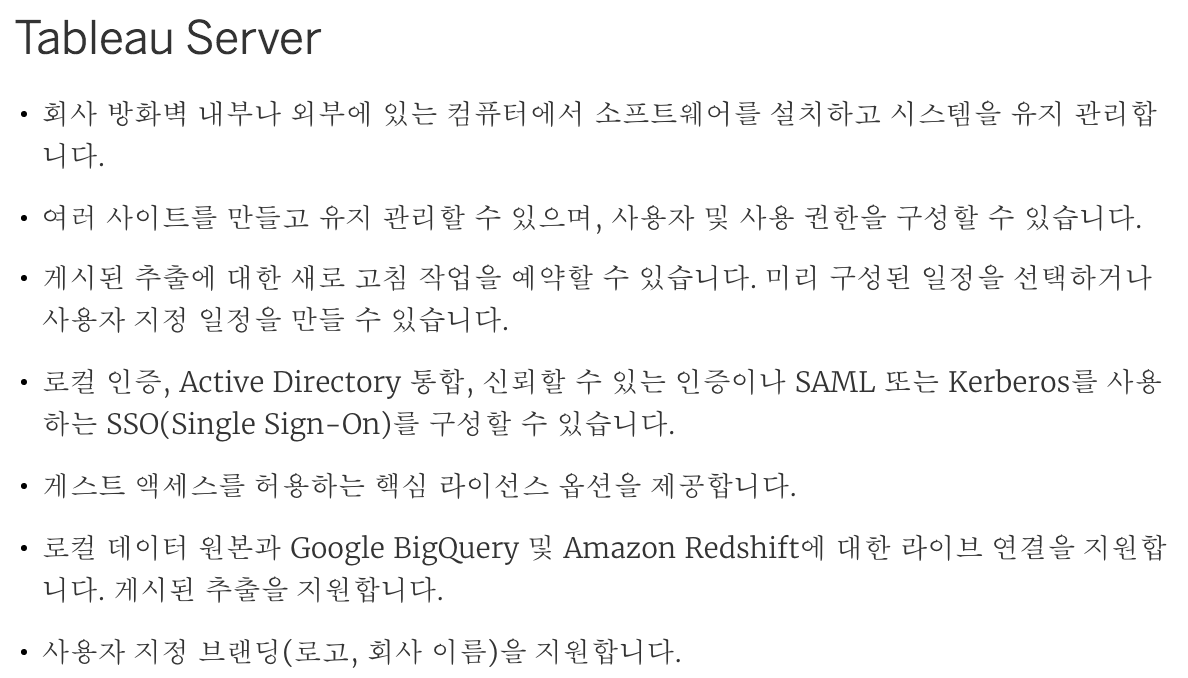 Tableau Server
• 회사 방화벽 내부나 외부에 있는 컴퓨터에서 소프트웨어를 설치하고 시스템을 유지 관리합
니다.
• 여러 사이트를 만들고 유지 관리할 수 있으며, 사용자 및 사용 권한을 구성할 수 있습니다.
• 게시된 추출에 대한 새로 고침 작업을 예약할 수 있습니다. 미리 구성된 일정을 선택하거나
사용자 지정 일정을 만들 수 있습니다.
• 로컬 인증, Active Directory 통합, 신뢰할 수 있는 인증이나 SAML 또는 Kerberos를 사용
하는 SSO(Single Sign-On)를 구성할 수 있습니다.
• 게스트 액세스를 허용하는 핵심 라이선스 옵션을 제공합니다.
• 로컬 데이터 원본과 Google BigQuery 및 Amazon Redshift에 대한 라이브 연결을 지원합
니다. 게시된 추출을 지원합니다.
• 사용자 지정 브랜딩(로고, 회사 이름)을 지원합니다.